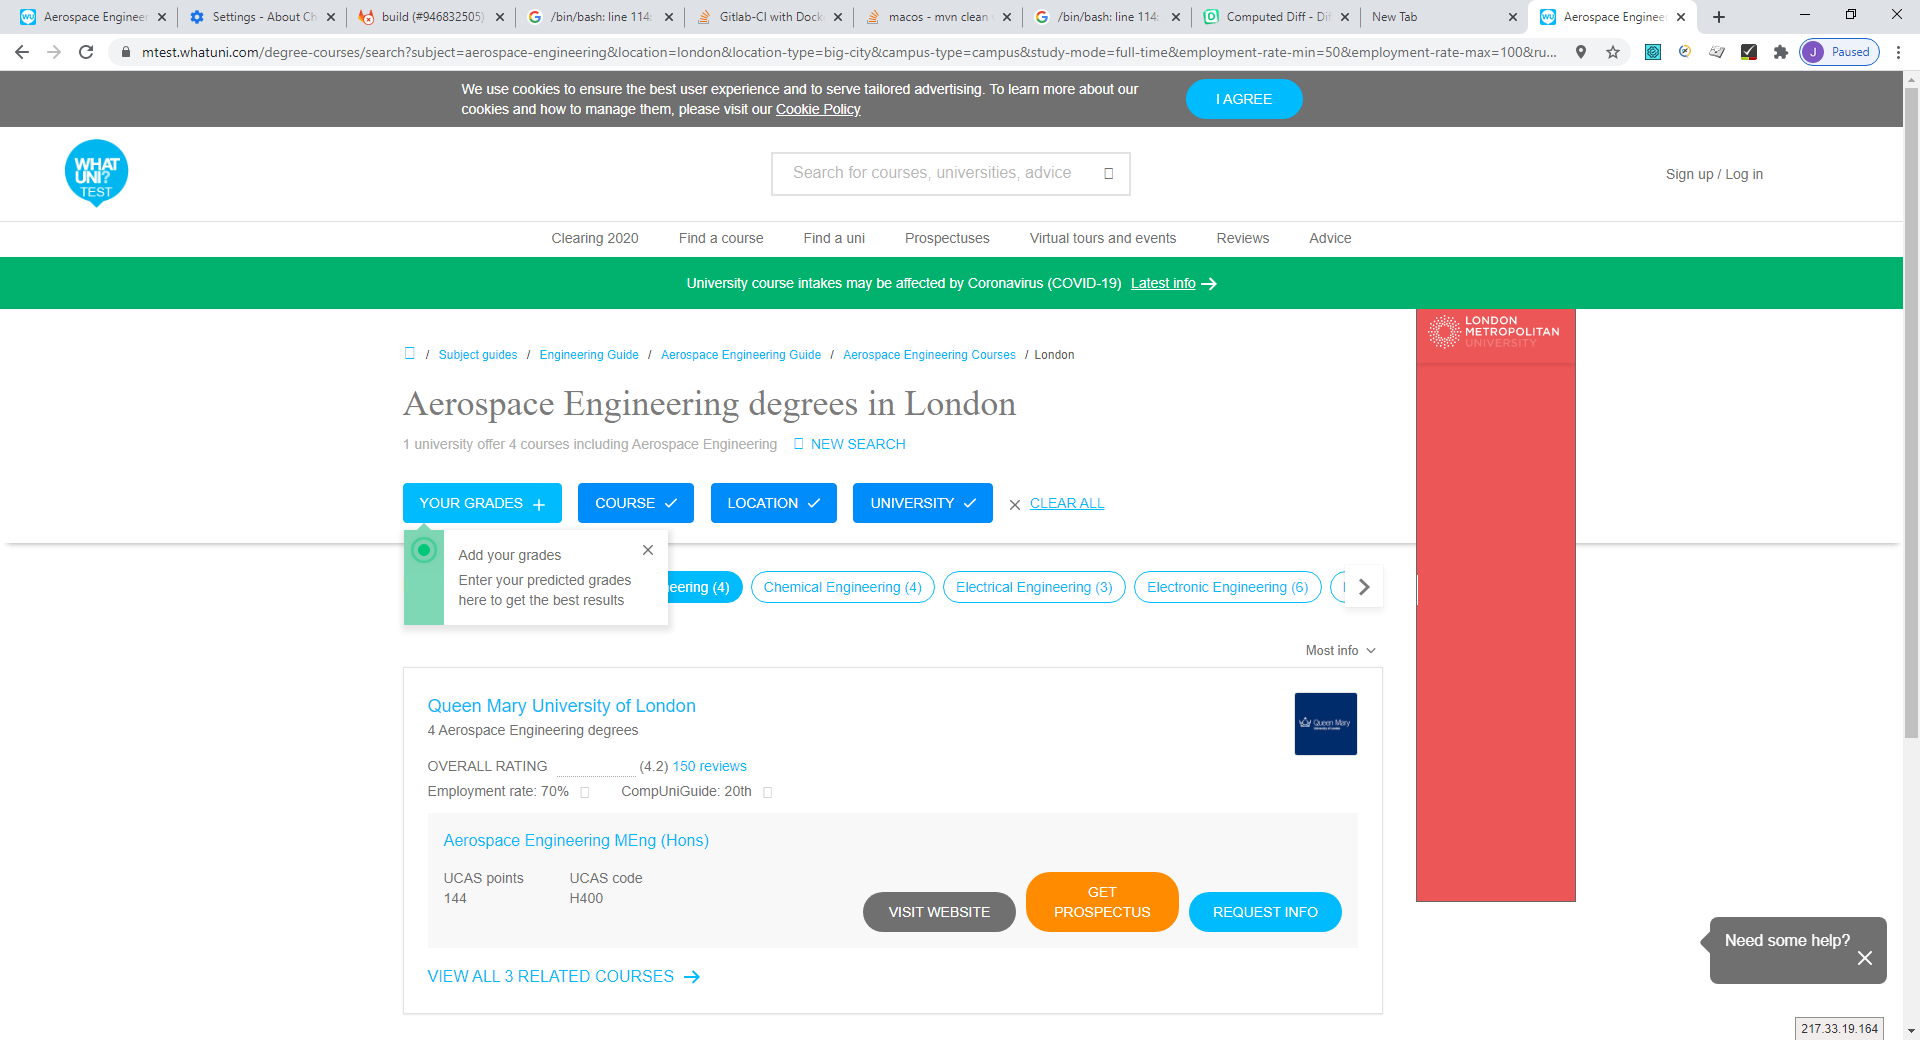 Aerospace Engineer
Settings - About Ch
build (#946832505)
/bin/bash: line 114:
Gitlab-CI with Dock
macos - mvn clean
/bin/bash: line 114:
Computed Diff - Dif
New Tab
Aerospace Engineer
mtest.whatuni.com/degree-courses/search?subject=aerospace-engineering&location=london&location-type=big-city&campus-type=campus&study-mode=full-time&employment-rate-min=50&employment-rate-max=100&ru...
J Paused
We use cookies to ensure the best user experience and to serve tailored advertising. To learn more about our
cookies and how to manage them, please visit our Cookie Policy
I AGREE
WHAT
UNI?
TEST
Search for courses, universities, advice
Sign up / Log in
Clearing 2020 Find a course Find a uni Prospectuses Virtual tours and events Reviews Advice
University course intakes may be affected by Coronavirus (COVID-19) Latest info
LONDON
METROPOLITAN
UNIVERSITY
/ Subject guides / Engineering Guide / Aerospace Engineering Guide / Aerospace Engineering Courses / London
Aerospace Engineering degrees in London
1 university offer 4 courses including Aerospace Engineering NEW SEARCH
YOUR GRADES COURSE LOCATION UNIVERSITY CLEAR ALL
Add your grades
Enter your predicted grades
here to get the best results
eering (4) Chemical Engineering (4) Electrical Engineering (3) Electronic Engineering (6)
Most info
Queen Mary University of London
4 Aerospace Engineering degrees
Queen Mary
University of London
OVERALL RATING (4.2) 150 reviews
Employment rate: 70% CompUniGuide: 20th
Aerospace Engineering MEng (Hons)
UCAS points UCAS code
144 H400
VISIT WEBSITE
GET
PROSPECTUS
REQUEST INFO
VIEW ALL 3 RELATED COURSES
Need some help?
217.33.19.164